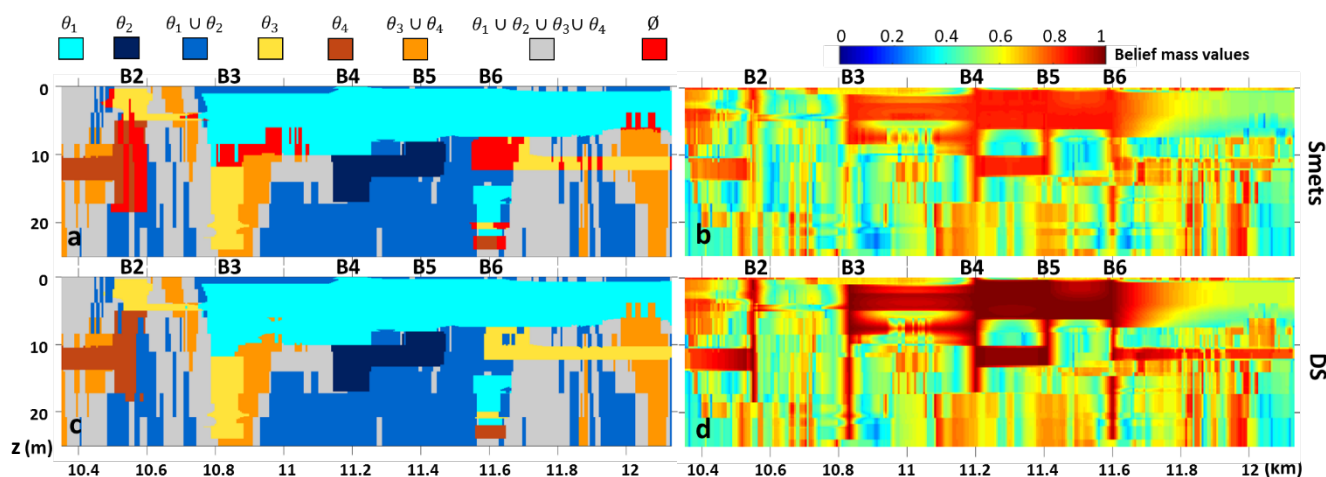 θ₁ θ₂ θ₁ ∪ θ₂ θ₃ θ₄ θ₃ ∪ θ₄ θ₁ ∪ θ₂ ∪ θ₃ ∪ θ₄ Ø
0 0.2 0.4 0.6 0.8 1
Belief mass values
B2 B3 B4 B5 B6
0
10
20
a
B2 B3 B4 B5 B6
b
Smets
B2 B3 B4 B5 B6
0
10
20
c
z (m)
10.4 10.6 10.8 11 11.2 11.4 11.6 11.8 12
B2 B3 B4 B5 B6
d
DS
10.4 10.6 10.8 11 11.2 11.4 11.6 11.8 12 (km)